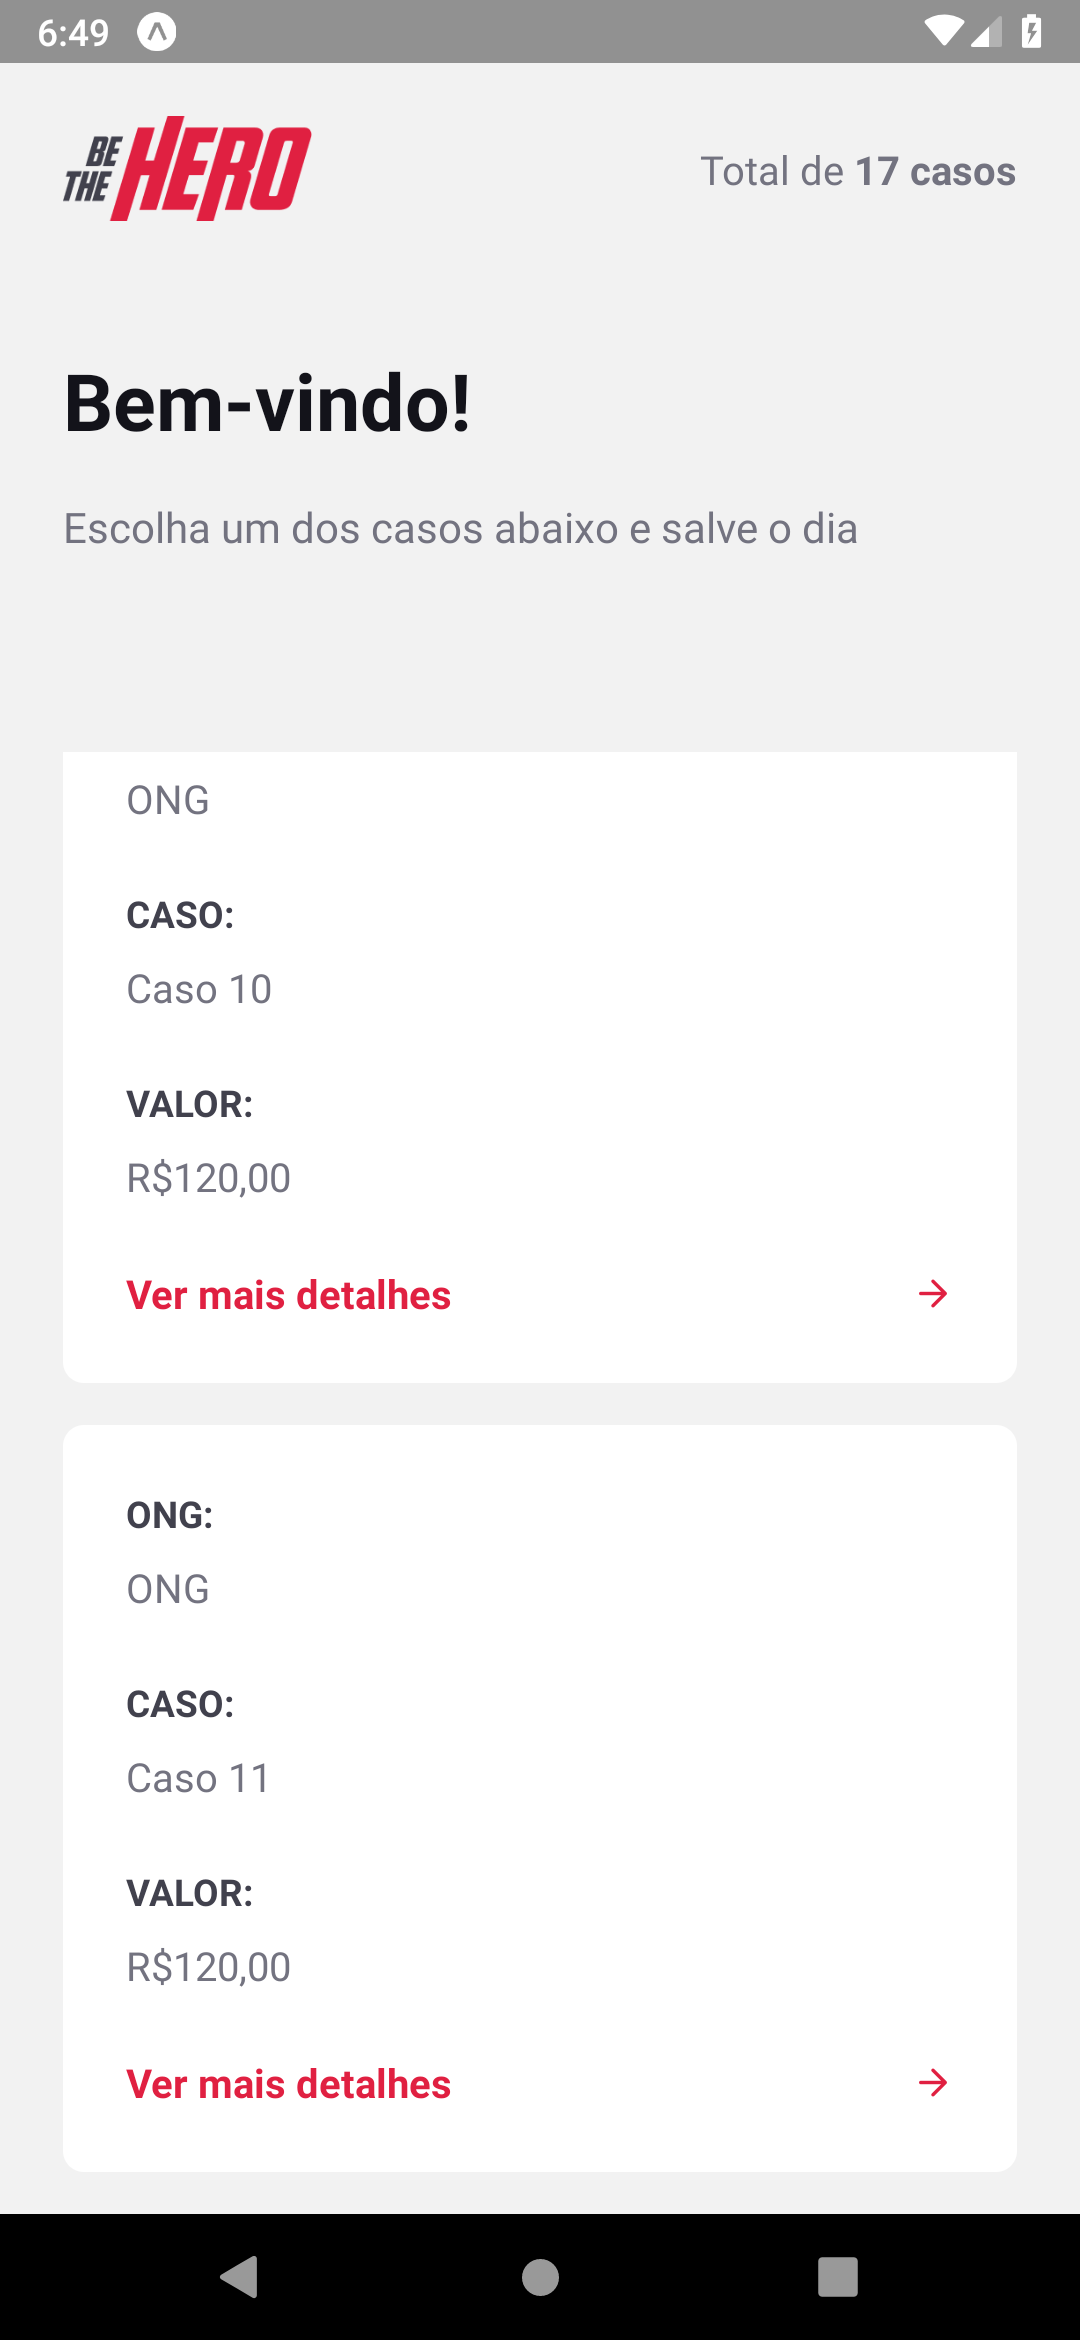 6:49
BE
THE
HERO
Total de 17 casos
Bem-vindo!
Escolha um dos casos abaixo e salve o dia
ONG
CASO:
Caso 10
VALOR:
R$120,00
Ver mais detalhes
ONG:
ONG
CASO:
Caso 11
VALOR:
R$120,00
Ver mais detalhes